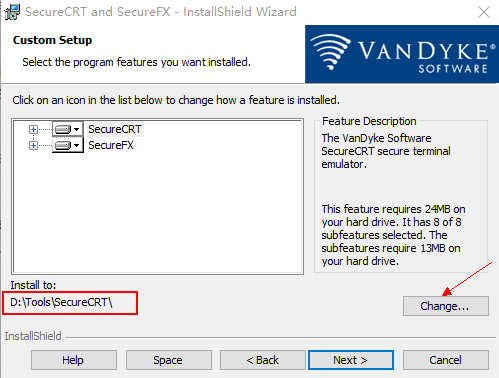 SecureCRT and SecureFX - InstallShield Wizard
Custom Setup
Select the program features you want installed.
VANDYKE
SOFTWARE
Click on an icon in the list below to change how a feature is installed.
SecureCRT
SecureFX
Feature Description
The VanDyke Software
SecureCRT secure terminal
emulator.
This feature requires 24MB on
your hard drive. It has 8 of 8
subfeatures selected. The
subfeatures require 13MB on
your hard drive.
Install to:
D:\Tools\SecureCRT\
Change...
InstallShield
Help
Space
< Back
Next >
Cancel